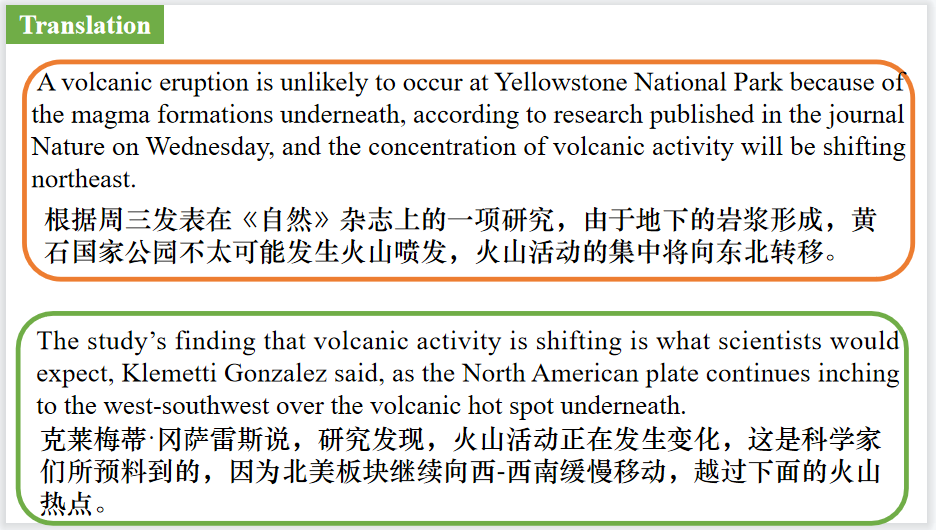 Translation
A volcanic eruption is unlikely to occur at Yellowstone National Park because of
the magma formations underneath, according to research published in the journal
Nature on Wednesday, and the concentration of volcanic activity will be shifting
northeast.
根据周三发表在《自然》杂志上的一项研究，由于地下的岩浆形成，黄
石国家公园不太可能发生火山喷发，火山活动的集中将向东北转移。
The study’s finding that volcanic activity is shifting is what scientists would
expect, Klemetti Gonzalez said, as the North American plate continues inching
to the west-southwest over the volcanic hot spot underneath.
克莱梅蒂·冈萨雷斯说，研究发现，火山活动正在发生变化，这是科学家
们所预料到的，因为北美板块继续向西-西南缓慢移动，越过下面的火山
热点。